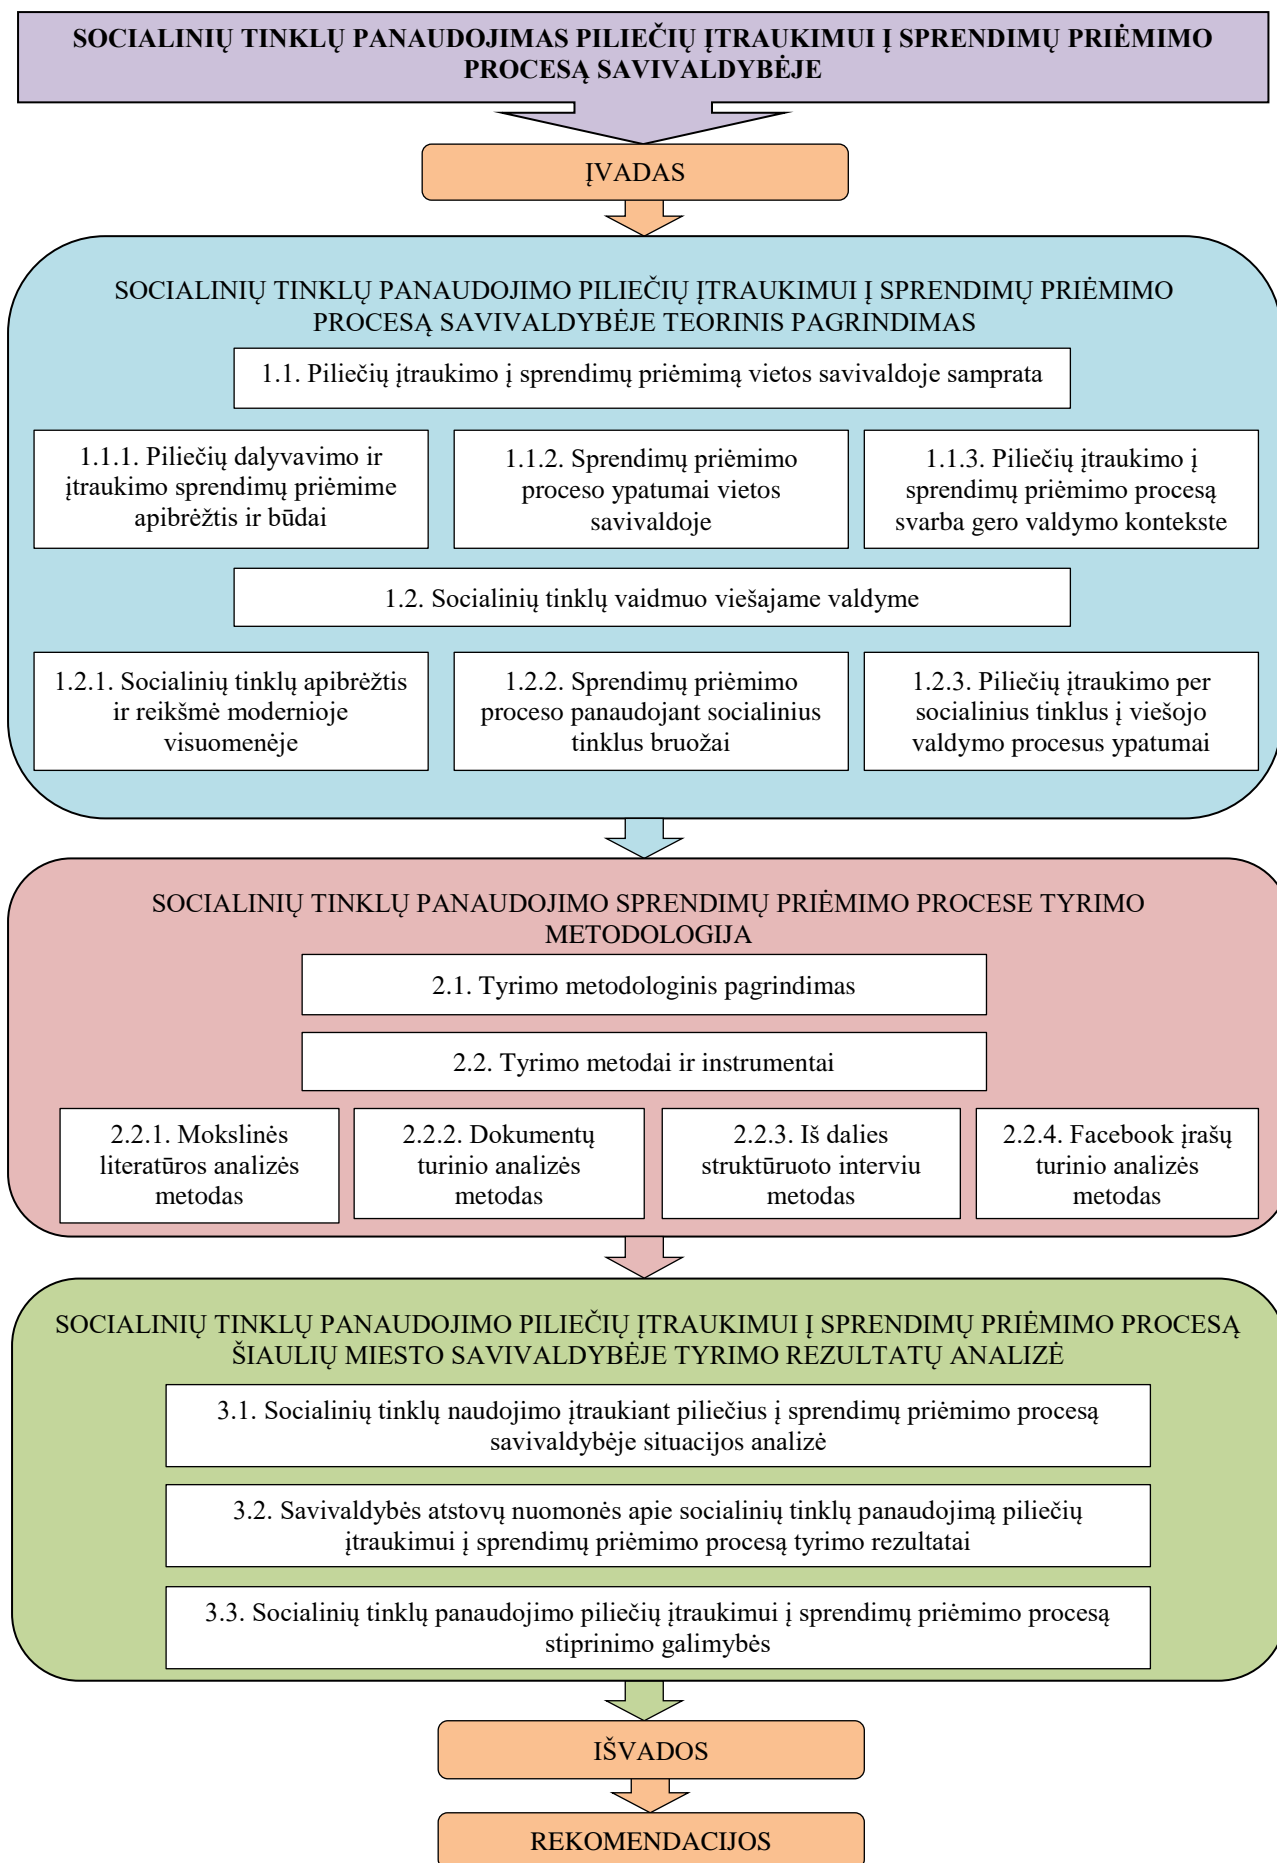 SOCIALINIŲ TINKLŲ PANAUDOJIMAS PILIEČIŲ ĮTRAUKIMUI Į SPRENDIMŲ PRIĖMIMO
PROCESĄ SAVIVALDYBĖJE
ĮVADAS
SOCIALINIŲ TINKLŲ PANAUDOJIMO PILIEČIŲ ĮTRAUKIMUI Į SPRENDIMŲ PRIĖMIMO
PROCESĄ SAVIVALDYBĖJE TEORINIS PAGRINDIMAS
1.1. Piliečių įtraukimo į sprendimų priėmimą vietos savivaldoje samprata
1.1.1. Piliečių dalyvavimo ir
įtraukimo sprendimų priėmime
apibrėžtis ir būdai
1.1.2. Sprendimų priėmimo
proceso ypatumai vietos
savivaldoje
1.1.3. Piliečių įtraukimo į
sprendimų priėmimo procesą
svarba gero valdymo kontekste
1.2. Socialinių tinklų vaidmuo viešajame valdyme
1.2.1. Socialinių tinklų apibrėžtis
ir reikšmė modernioje
visuomenėje
1.2.2. Sprendimų priėmimo
proceso panaudojant socialinius
tinklus bruožai
1.2.3. Piliečių įtraukimo per
socialinius tinklus į viešojo
valdymo procesus ypatumai
SOCIALINIŲ TINKLŲ PANAUDOJIMO SPRENDIMŲ PRIĖMIMO PROCESE TYRIMO
METODOLOGIJA
2.1. Tyrimo metodologinis pagrindimas
2.2. Tyrimo metodai ir instrumentai
2.2.1. Mokslinės
literatūros analizės
metodas
2.2.2. Dokumentų
turinio analizės
metodas
2.2.3. Iš dalies
struktūruoto interviu
metodas
2.2.4. Facebook įrašų
turinio analizės
metodas
SOCIALINIŲ TINKLŲ PANAUDOJIMO PILIEČIŲ ĮTRAUKIMUI Į SPRENDIMŲ PRIĖMIMO PROCESĄ
ŠIAULIŲ MIESTO SAVIVALDYBĖJE TYRIMO REZULTATŲ ANALIZĖ
3.1. Socialinių tinklų naudojimo įtraukiant piliečius į sprendimų priėmimo procesą
savivaldybėje situacijos analizė
3.2. Savivaldybės atstovų nuomonės apie socialinių tinklų panaudojimą piliečių
įtraukimui į sprendimų priėmimo procesą tyrimo rezultatai
3.3. Socialinių tinklų panaudojimo piliečių įtraukimui į sprendimų priėmimo procesą
stiprinimo galimybės
IŠVADOS
REKOMENDACIJOS